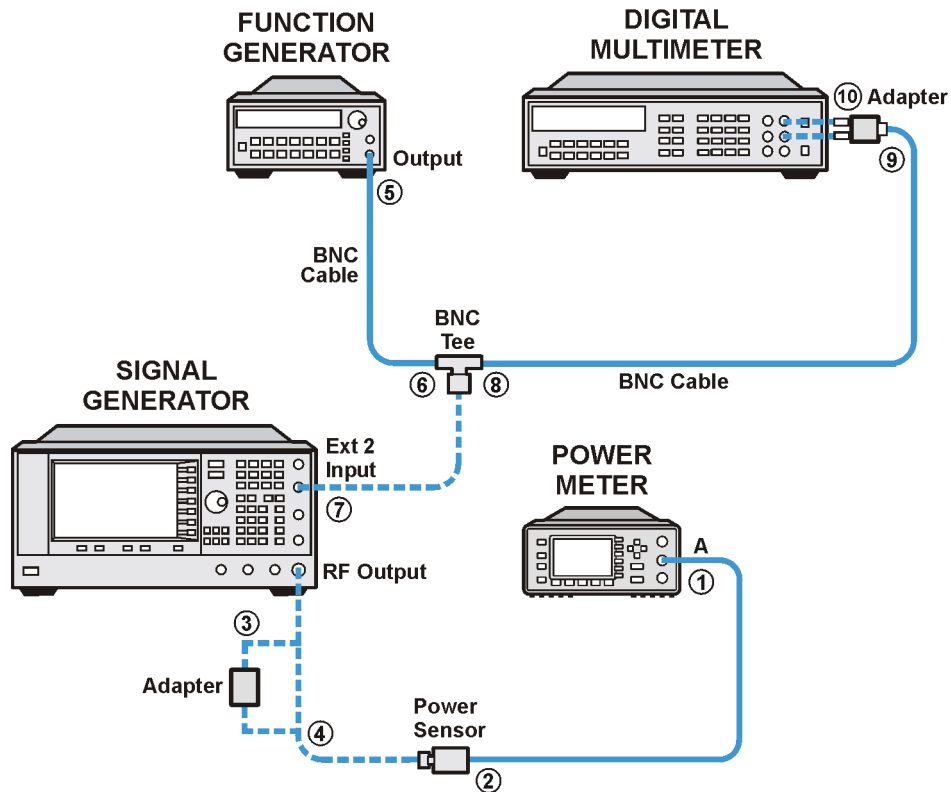 FUNCTION
GENERATOR
DIGITAL
MULTIMETER
10 Adapter
Output
9
5
BNC
Cable
BNC
Tee
6
8
BNC Cable
SIGNAL
GENERATOR
Ext 2
Input
7
POWER
METER
A
1
RF Output
3
Adapter
4
Power
Sensor
2